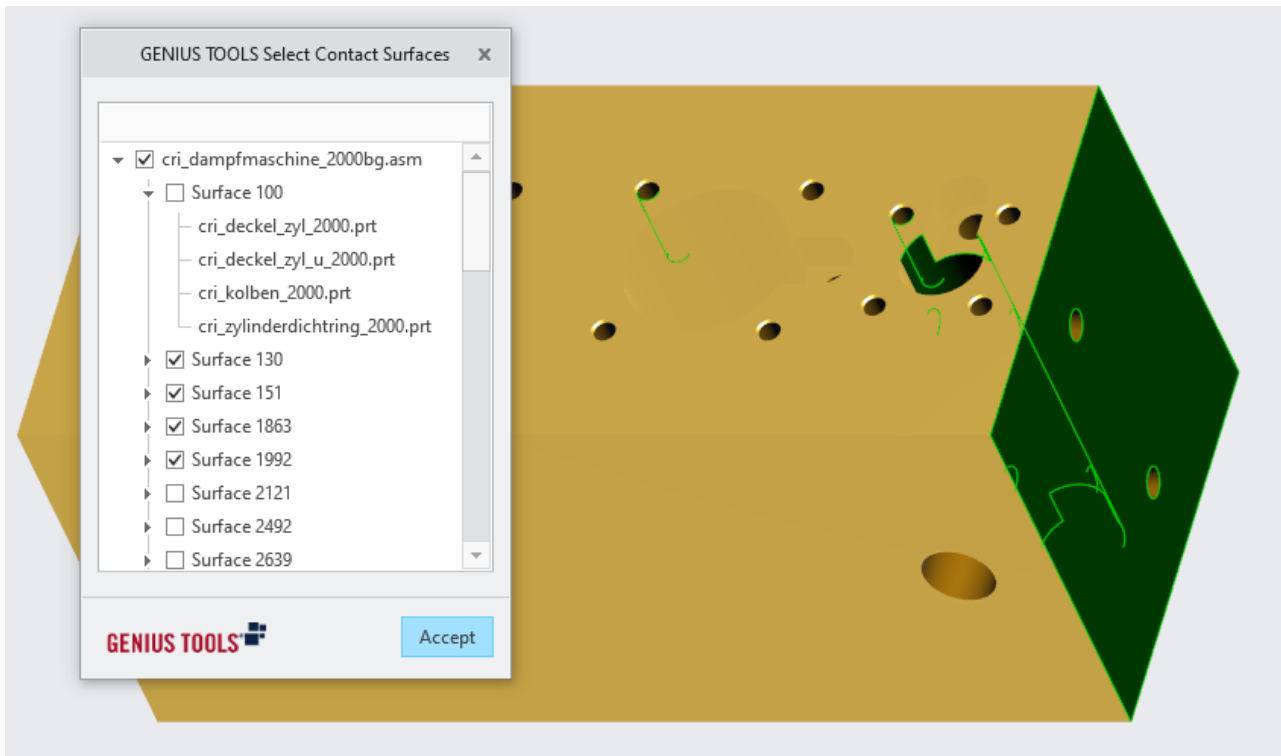 GENIUS TOOLS Select Contact Surfaces
cri_dampfmaschine_2000bg.asm
Surface 100
cri_deckel_zyl_2000.prt
cri_deckel_zyl_u_2000.prt
cri_kolben_2000.prt
cri_zylinderdichtring_2000.prt
Surface 130
Surface 151
Surface 1863
Surface 1992
Surface 2121
Surface 2492
Surface 2639
GENIUS TOOLS
Accept